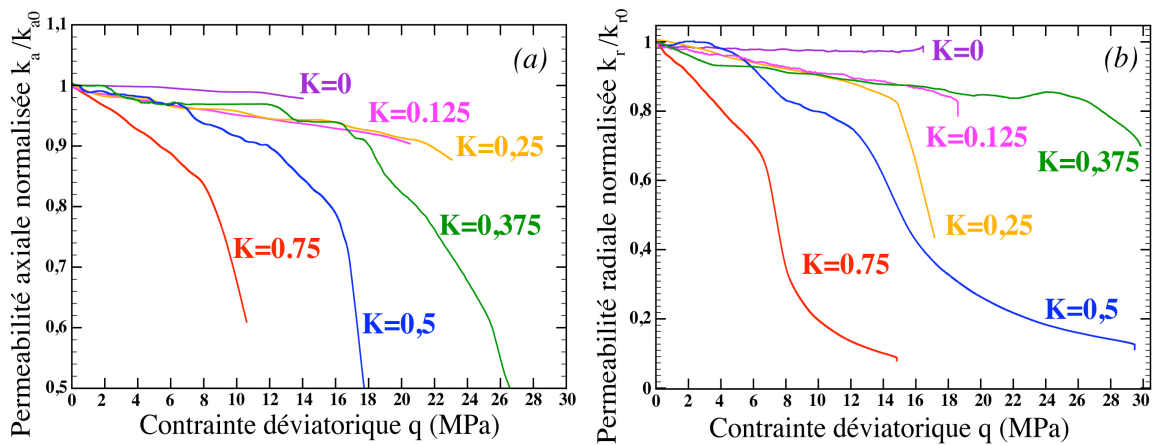 Permeabilité axiale normalisée ka/ka0
1,1
1
0,9
0,8
0,7
0,6
0,5
(a)
K=0
K=0.125
K=0,25
K=0,375
K=0.75
K=0,5
0 2 4 6 8 10 12 14 16 18 20 22 24 26 28 30
Contrainte déviatorique q (MPa)
Permeabilité radiale normalisée kr/kr0
1
0.8
0.6
0.4
0.2
0
(b)
K=0
K=0.125
K=0,375
K=0,25
K=0.75
K=0,5
0 2 4 6 8 10 12 14 16 18 20 22 24 26 28 30
Contrainte déviatorique q (MPa)